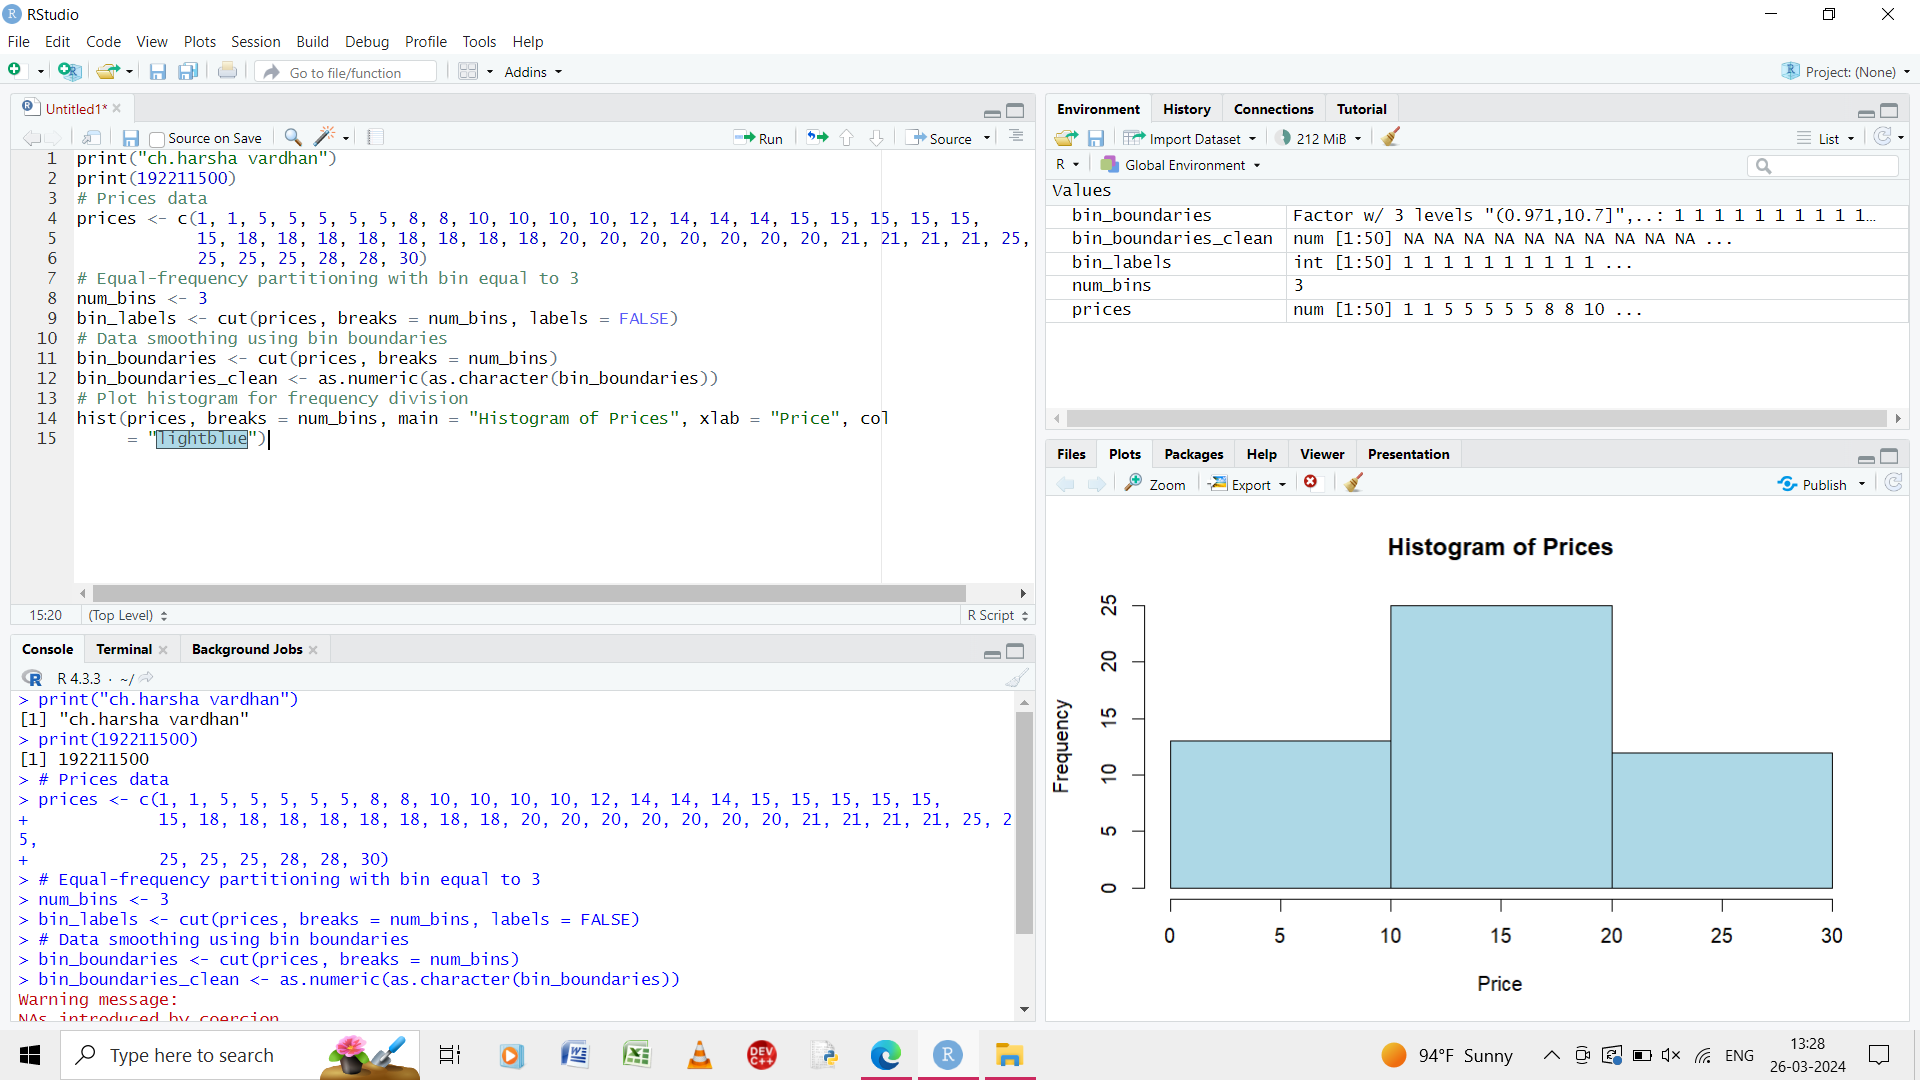 RStudio
File Edit Code View Plots Session Build Debug Profile Tools Help
Go to file/function Addins Project: (None)
Untitled1*
Source on Save Run Source
1 print("ch.harsha vardhan")
2 print(192211500)
3 # Prices data
4 prices <- c(1, 1, 5, 5, 5, 5, 5, 8, 8, 10, 10, 10, 10, 12, 14, 14, 14, 15, 15, 15, 15, 15,
5 15, 18, 18, 18, 18, 18, 18, 18, 18, 20, 20, 20, 20, 20, 20, 20, 21, 21, 21, 21, 25,
6 25, 25, 25, 28, 28, 30)
7 # Equal-frequency partitioning with bin equal to 3
8 num_bins <- 3
9 bin_labels <- cut(prices, breaks = num_bins, labels = FALSE)
10 # Data smoothing using bin boundaries
11 bin_boundaries <- cut(prices, breaks = num_bins)
12 bin_boundaries_clean <- as.numeric(as.character(bin_boundaries))
13 # Plot histogram for frequency division
14 hist(prices, breaks = num_bins, main = "Histogram of Prices", xlab = "Price", col
15 = "lightblue")
15:20 (Top Level) R Script
Console Terminal Background Jobs
R R 4.3.3 · ~/
> print("ch.harsha vardhan")
[1] "ch.harsha vardhan"
> print(192211500)
[1] 192211500
> # Prices data
> prices <- c(1, 1, 5, 5, 5, 5, 5, 8, 8, 10, 10, 10, 10, 12, 14, 14, 14, 15, 15, 15, 15, 15,
+ 15, 18, 18, 18, 18, 18, 18, 18, 18, 20, 20, 20, 20, 20, 20, 20, 21, 21, 21, 21, 25, 2
5,
+ 25, 25, 25, 28, 28, 30)
> # Equal-frequency partitioning with bin equal to 3
> num_bins <- 3
> bin_labels <- cut(prices, breaks = num_bins, labels = FALSE)
> # Data smoothing using bin boundaries
> bin_boundaries <- cut(prices, breaks = num_bins)
> bin_boundaries_clean <- as.numeric(as.character(bin_boundaries))
Warning message:
NAs introduced by coercion
Environment History Connections Tutorial
Import Dataset 212 MiB List
R Global Environment
Values
bin_boundaries Factor w/ 3 levels "(0.971,10.7]",..: 1 1 1 1 1 1 1 1 1 1…
bin_boundaries_clean num [1:50] NA NA NA NA NA NA NA NA NA NA ...
bin_labels int [1:50] 1 1 1 1 1 1 1 1 1 1 ...
num_bins 3
prices num [1:50] 1 1 5 5 5 5 5 8 8 10 ...
Files Plots Packages Help Viewer Presentation
Zoom Export Publish
Histogram of Prices
25
20
15
10
5
0
Frequency
0 5 10 15 20 25 30
Price
Type here to search DEV C++ R 94°F Sunny ENG 13:28
26-03-2024